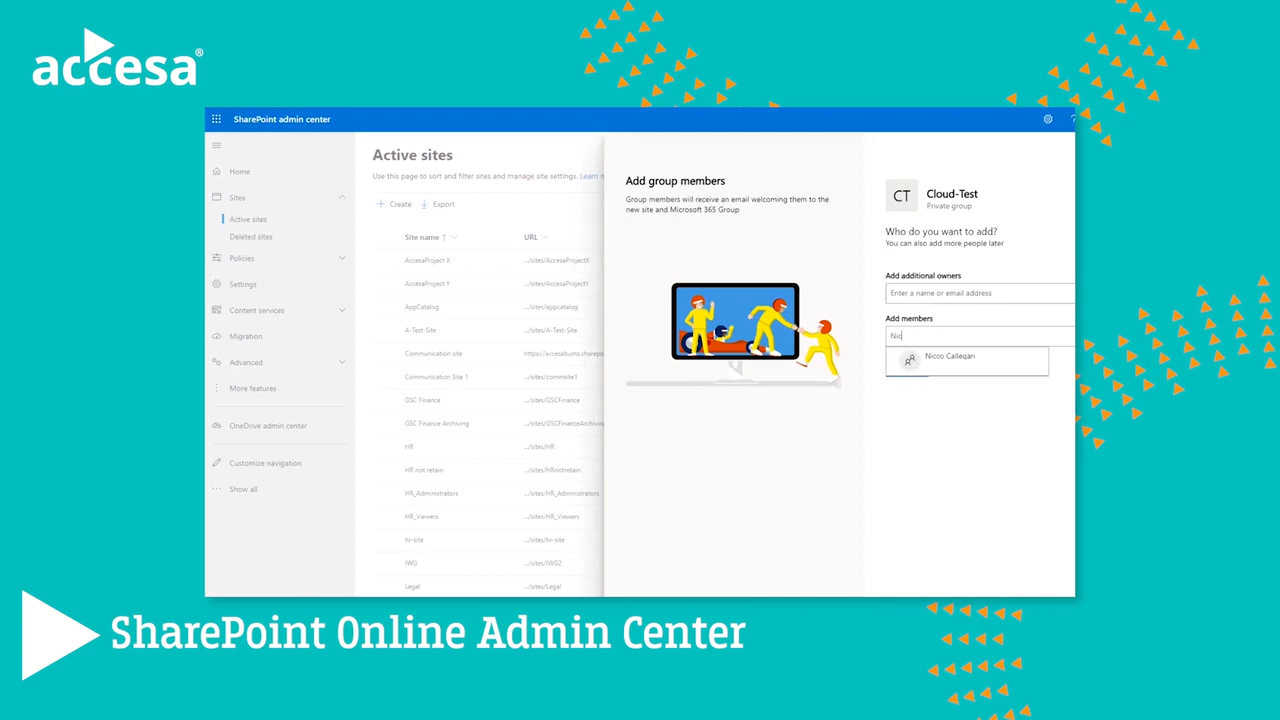 accesa®
SharePoint admin center
Home
Sites
Active sites
Deleted sites
Policies
Settings
Content services
Migration
Advanced
More features
OneDrive admin center
Customize navigation
Show all
Active sites
Use this page to sort and filter sites and manage site settings. Learn
Create Export
Site name URL
AccesaProject X .../sites/AccesaProjectX
AccesaProject Y .../sites/AccesaProjectY
AppCatalog .../sites/appcatalog
A-Test-Site .../sites/A-Test-Site
Communication site https://accesaiiums.sharepo
Communication Site 1 .../sites/commsite1
GSC Finance .../sites/GSCFinance
GSC Finance Archiving .../sites/GSCFinanceArchiving
HR .../sites/HR
HR not retain .../sites/HRnotretain
HR_Administrators .../sites/HR_Administrators
HR_Viewers .../sites/HR_Viewers
hr-site .../sites/hr-site
IWG .../sites/IWG2
Legal .../sites/Legal
Add group members
Group members will receive an email welcoming them to the
new site and Microsoft 365 Group
CT
Cloud-Test
Private group
Who do you want to add?
You can also add more people later
Add additional owners
Enter a name or email address
Add members
Nic
Nicco Callegari
SharePoint Online Admin Center